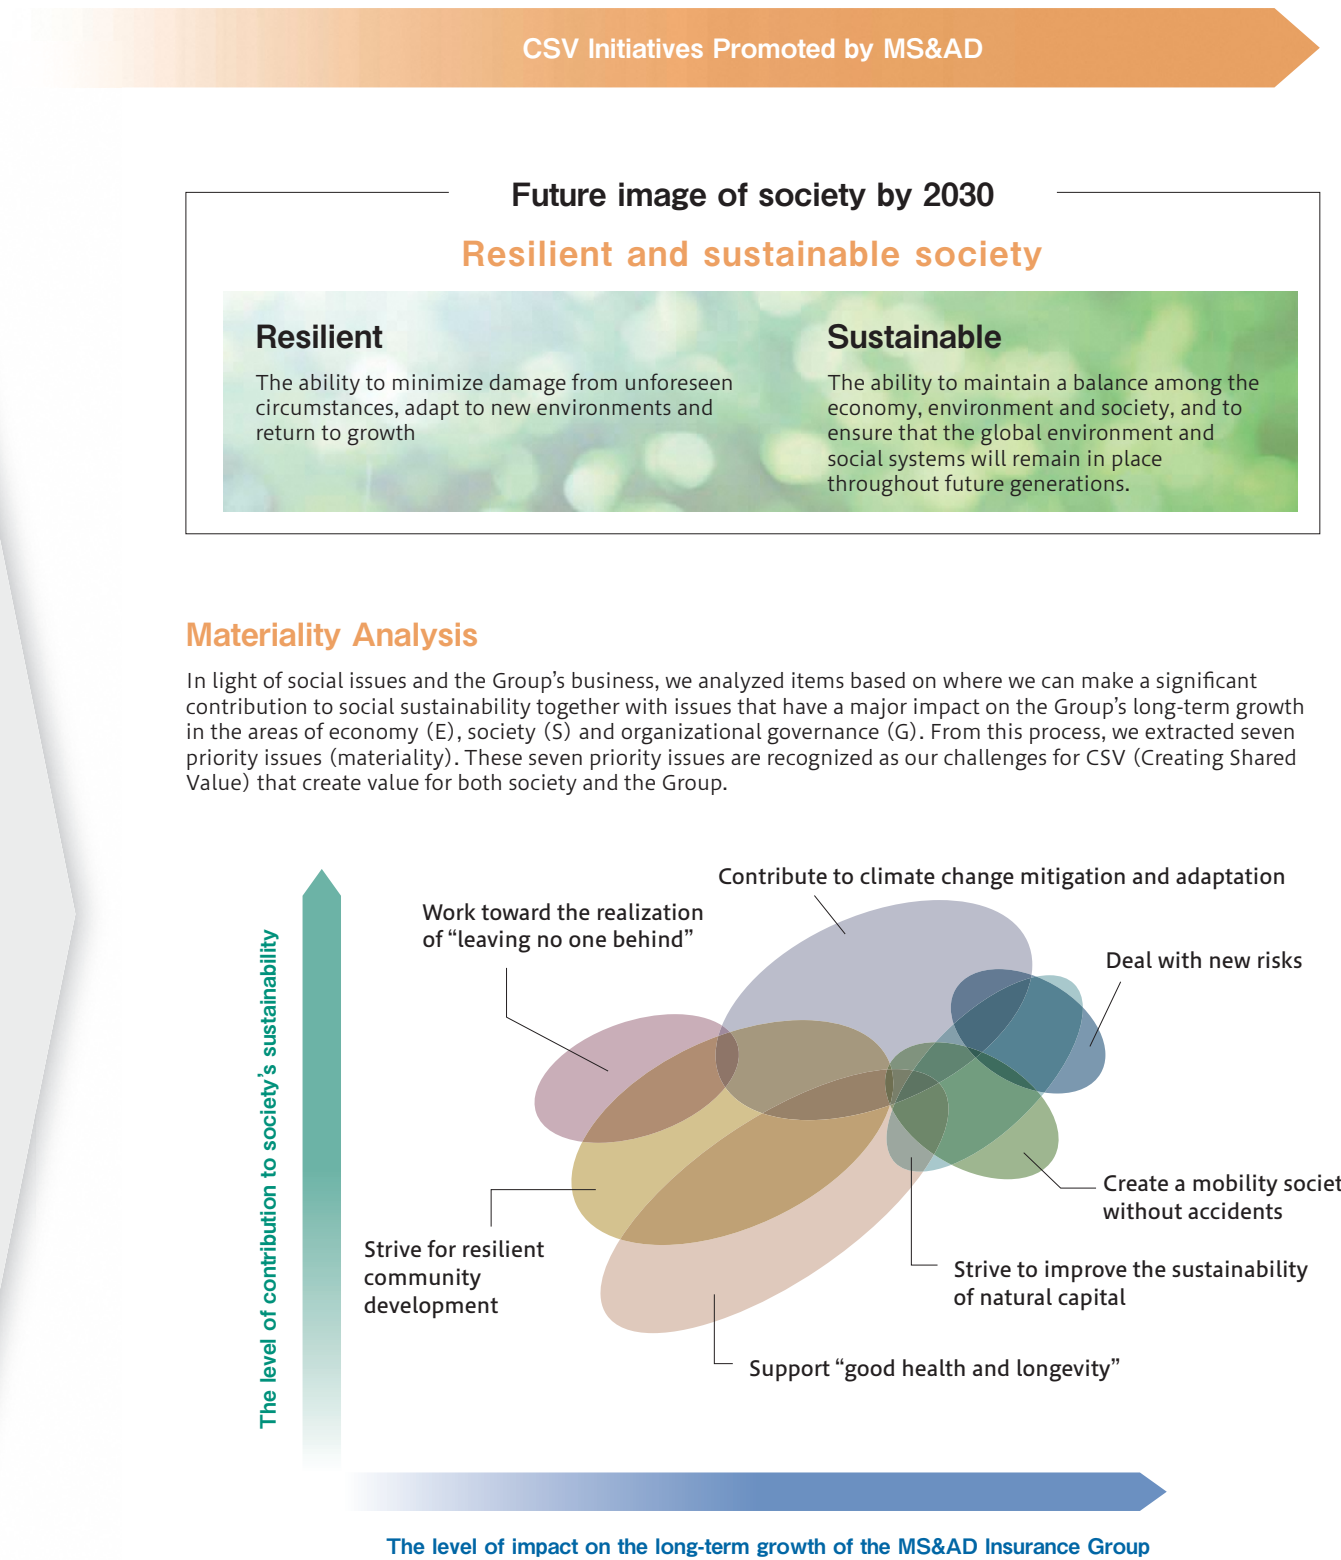 CSV Initiatives Promoted by MS&AD
Future image of society by 2030
Resilient and sustainable society
Resilient
The ability to minimize damage from unforeseen
circumstances, adapt to new environments and
return to growth
Sustainable
The ability to maintain a balance among the
economy, environment and society, and to
ensure that the global environment and
social systems will remain in place
throughout future generations.
Materiality Analysis
In light of social issues and the Group’s business, we analyzed items based on where we can make a significant
contribution to social sustainability together with issues that have a major impact on the Group’s long-term growth
in the areas of economy (E), society (S) and organizational governance (G). From this process, we extracted seven
priority issues (materiality). These seven priority issues are recognized as our challenges for CSV (Creating Shared
Value) that create value for both society and the Group.
The level of contribution to society’s sustainability
Contribute to climate change mitigation and adaptation
Work toward the realization
of “leaving no one behind”
Deal with new risks
Create a mobility societ
without accidents
Strive for resilient
community
development
Strive to improve the sustainability
of natural capital
Support “good health and longevity”
The level of impact on the long-term growth of the MS&AD Insurance Group